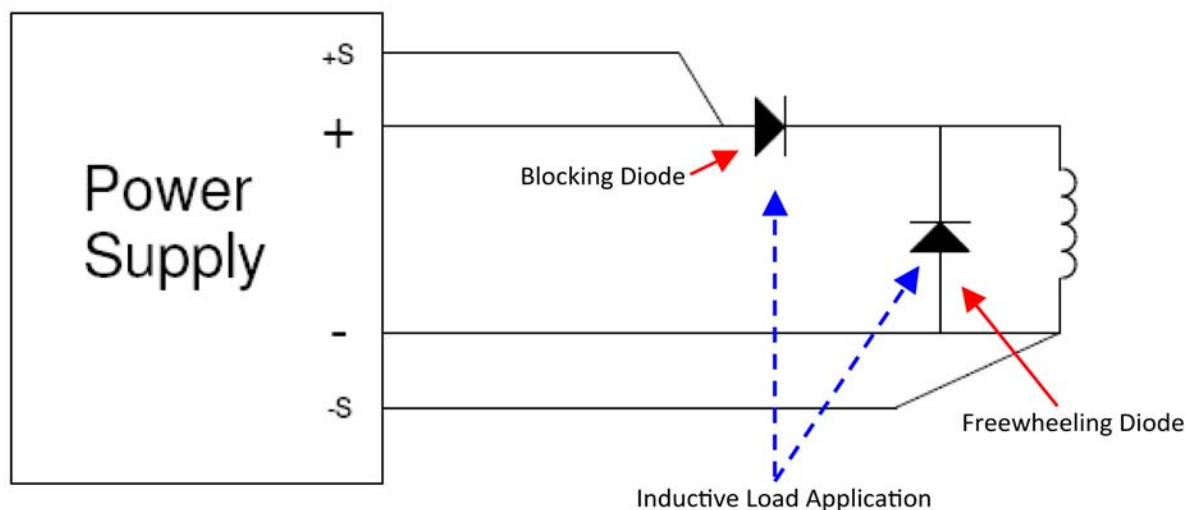 +S
+
Power
Supply
Blocking Diode
-
-S
Freewheeling Diode
Inductive Load Application